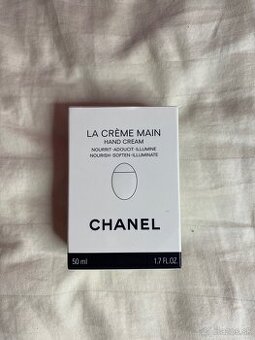 LA CRÈME MAIN
HAND CREAM
NOURRIT-ADOUCIT-ILLUMINE
NOURISH-SOFTEN-ILLUMINATE
CHANEL
50 ml 1.7 FL.OZ.